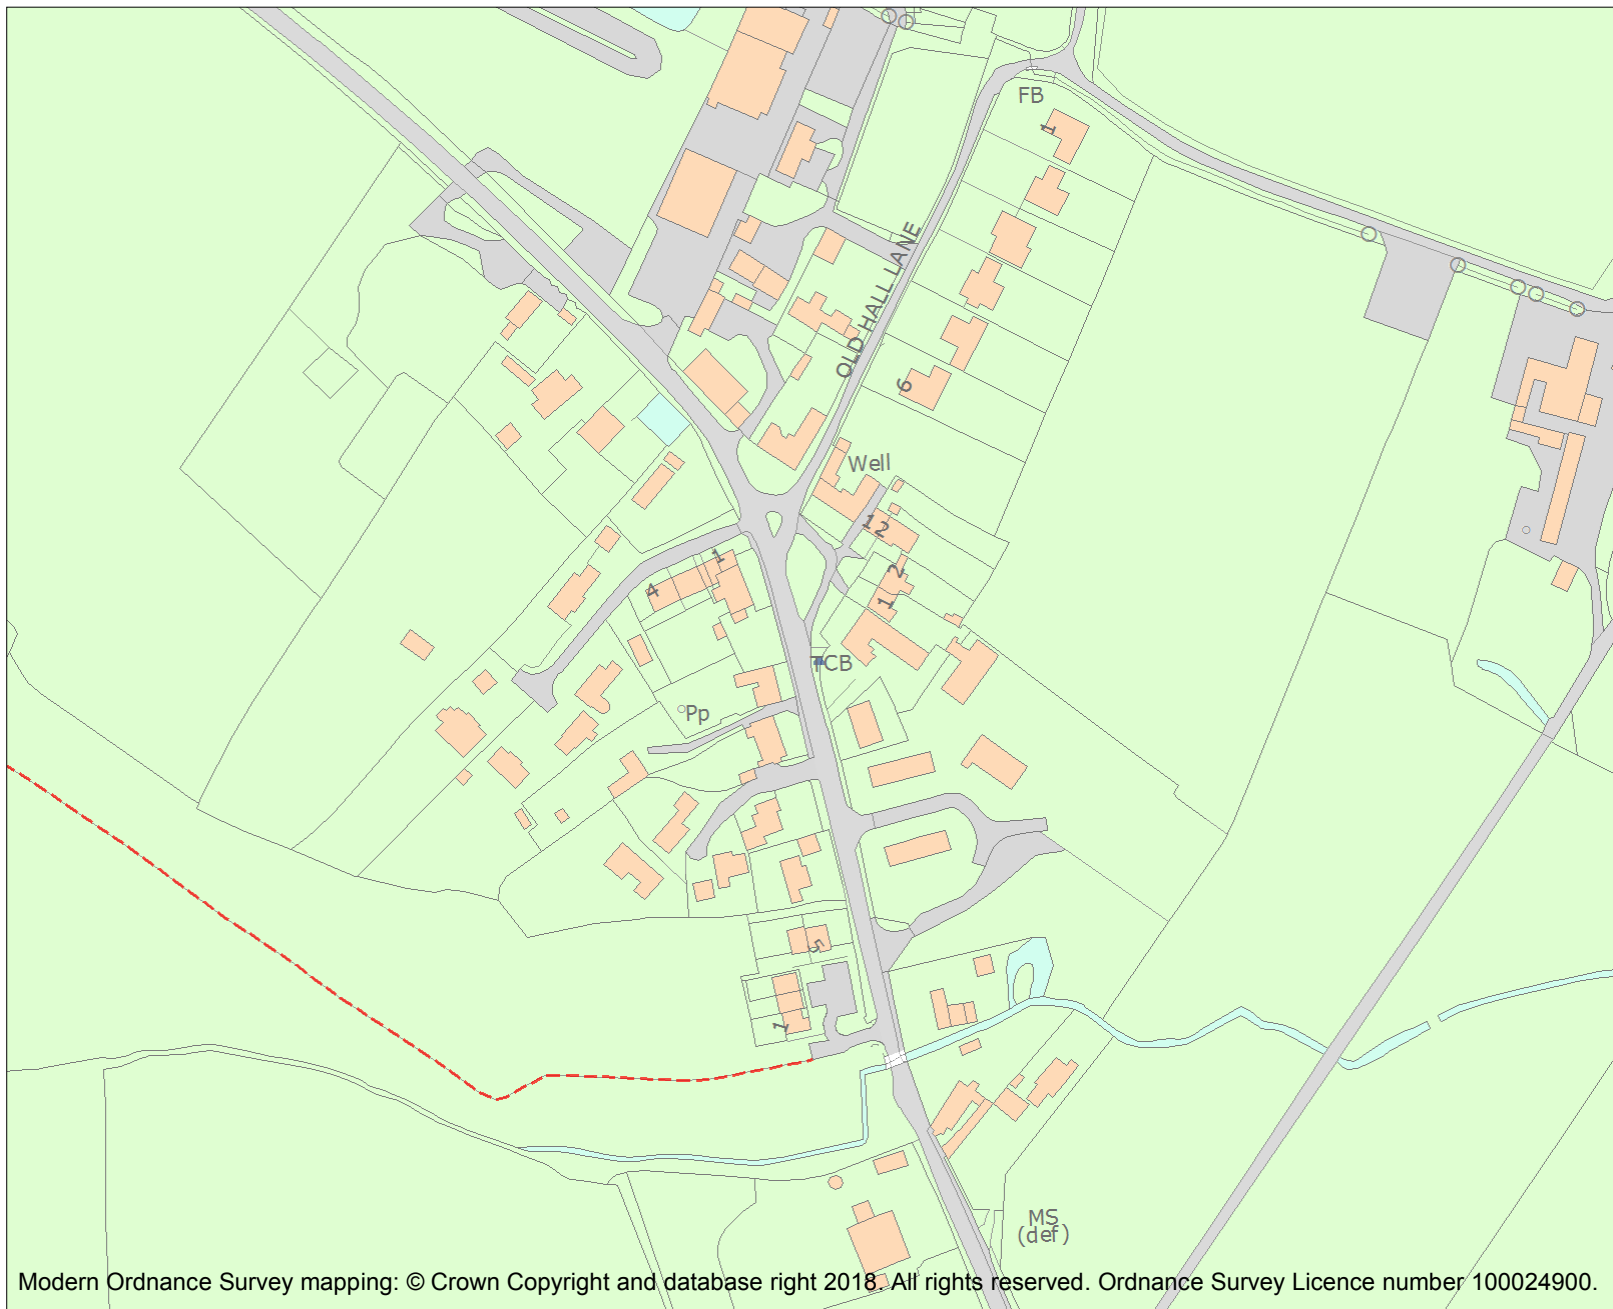 FB
1
OLD HALL LANE
6
Well
12
1
2
4
1
TCB
Pp
5
1
MS
(def)
Modern Ordnance Survey mapping: © Crown Copyright and database right 2018. All rights reserved. Ordnance Survey Licence number 100024900.